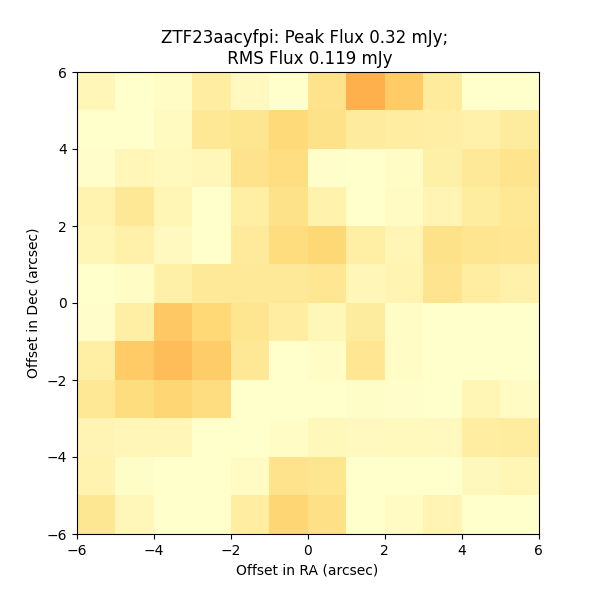 ZTF23aacyfpi: Peak Flux 0.32 mJy;
RMS Flux 0.119 mJy
6
4
2
0
−2
−4
−6
Offset in Dec (arcsec)
−6 −4 −2 0 2 4 6
Offset in RA (arcsec)